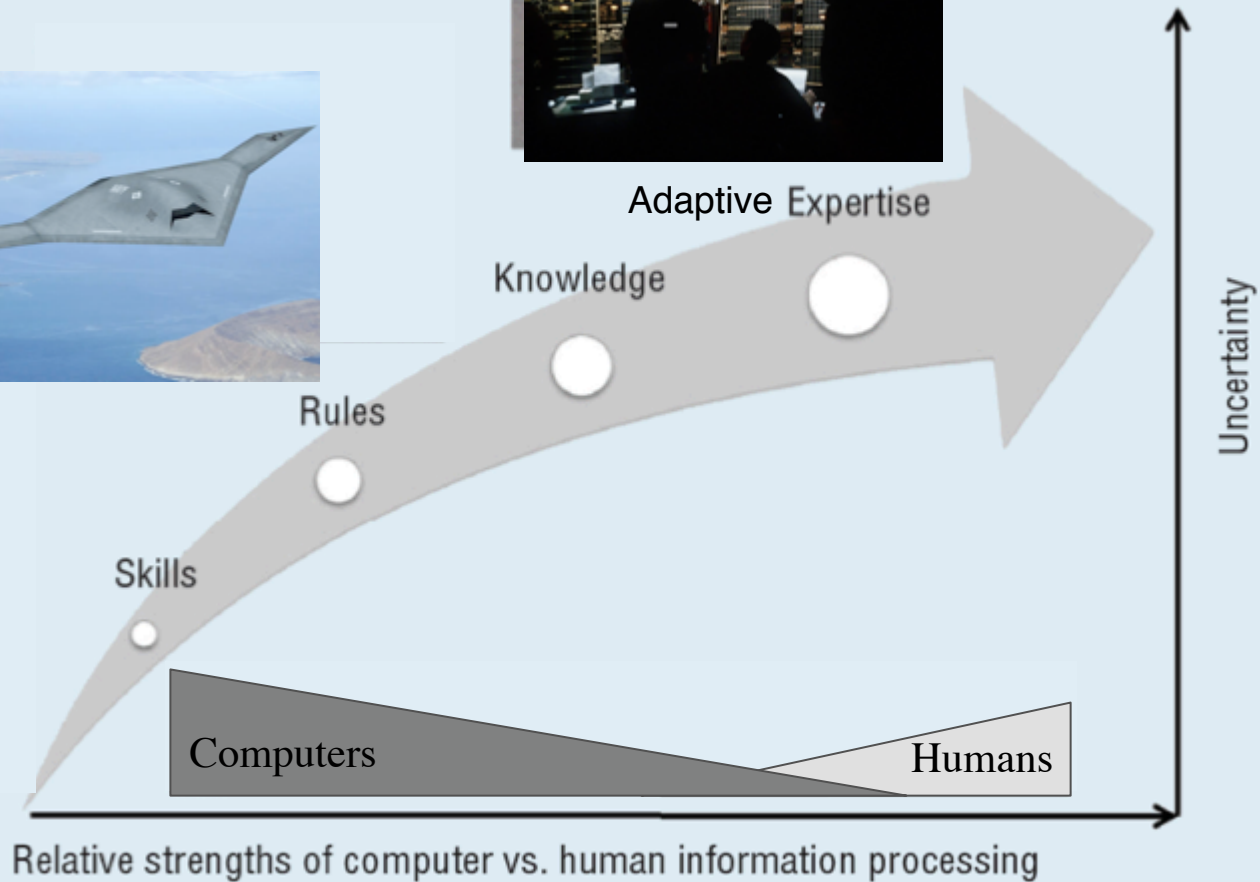 Adaptive Expertise
Knowledge
Rules
Skills
Uncertainty
Computers
Humans
Relative strengths of computer vs. human information processing